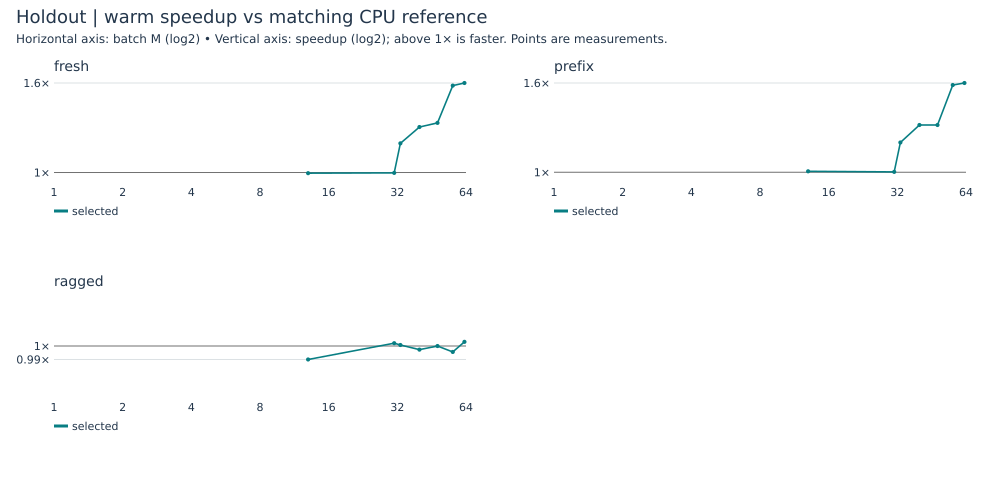 Holdout | warm speedup vs matching CPU reference
Horizontal axis: batch M (log2) • Vertical axis: speedup (log2); above 1× is faster. Points are measurements.
fresh
1.6×
1×
1 2 4 8 16 32 64
selected
prefix
1.6×
1×
1 2 4 8 16 32 64
selected
ragged
1×
0.99×
1 2 4 8 16 32 64
selected